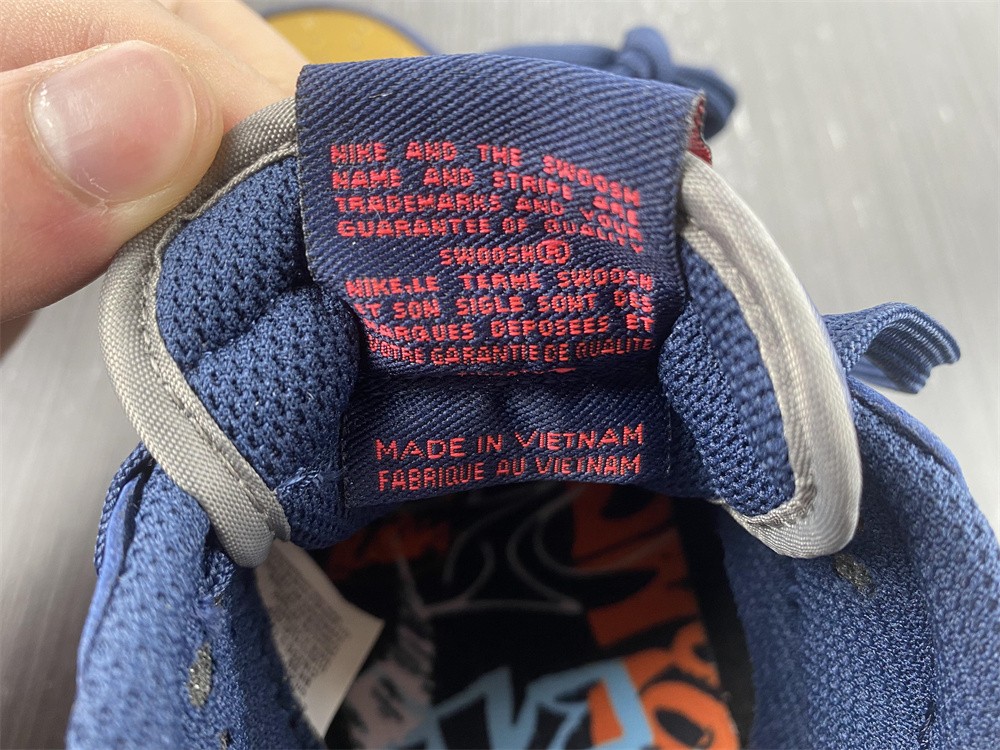 NIKE AND THE SWOOSH
NAME AND STRIPE ARE
TRADEMARKS AND YOUR
GUARANTEE OF QUALITY
SWOOSH®
NIKE,LE TERME SWOOSH
ET SON SIGLE SONT DES
MARQUES DEPOSEES ET
VOTRE GARANTIE DE QUALITE
MADE IN VIETNAM
FABRIQUE AU VIETNAM